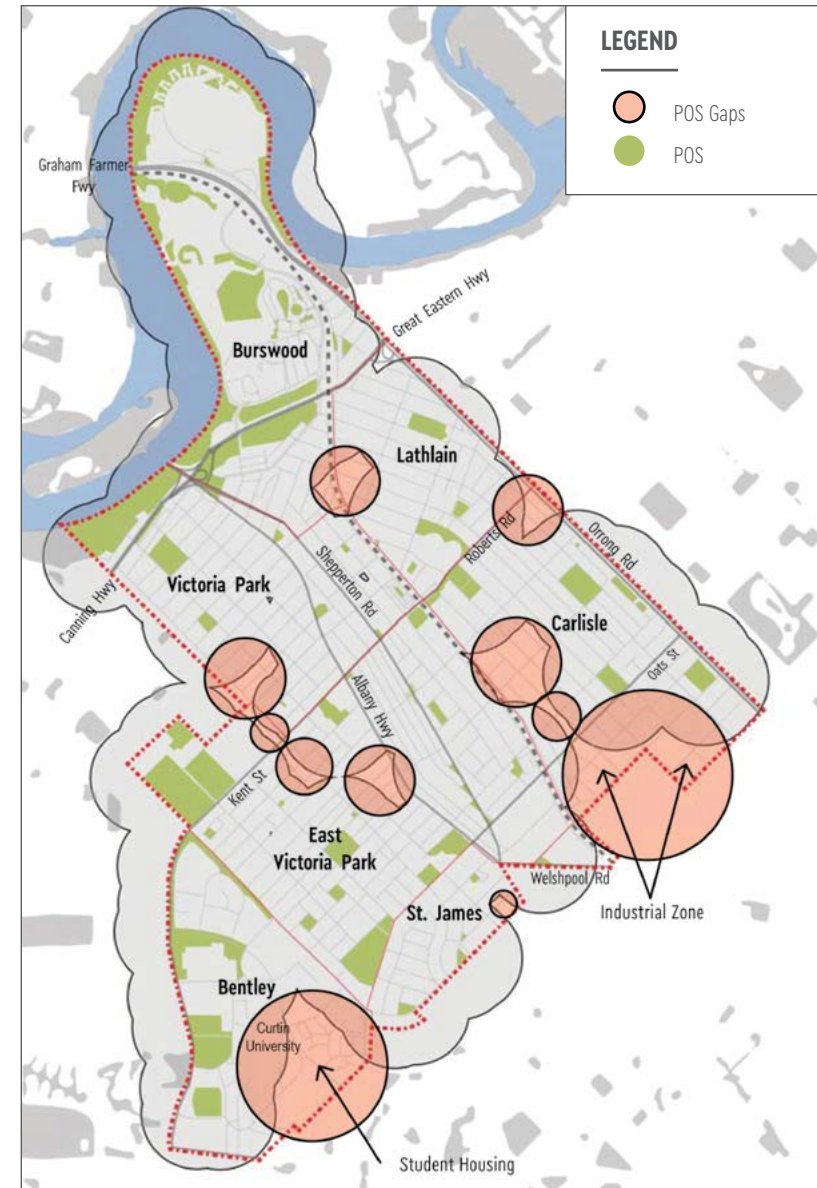 LEGEND
POS Gaps
POS
Graham Farmer
Fwy
Great Eastern Hwy
Burswood
Lathlain
Roberts Rd
Orrong Rd
Shepperton Rd
Victoria Park
Canning Hwy
Carlisle
Oats St
Albany Hwy
Kent St
East
Victoria Park
Welshpool Rd
Industrial Zone
St. James
Bentley
Curtin
University
Student Housing